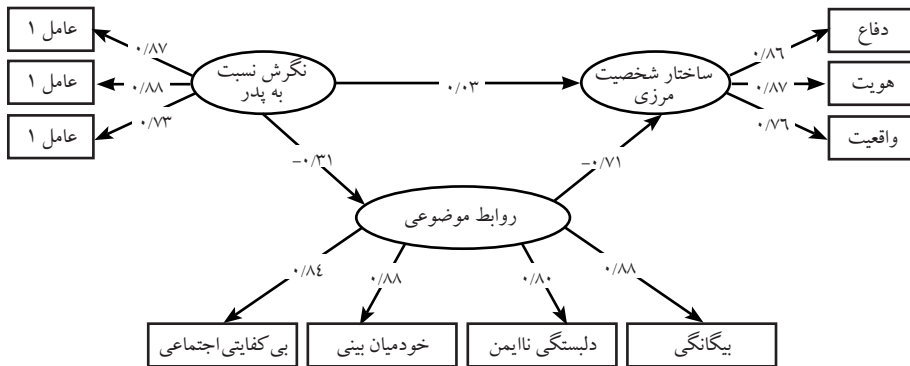 عامل ۱
عامل ۱
عامل ۱
۰/۸۷
۰/۸۸
۰/۷۳
نگرش نسبت
به پدر
۰/۰۳
ساختار شخصیت
مرزی
۰/۸۶
۰/۸۷
۰/۷۶
دفاع
هویت
واقعیت
−۰/۳۱
−۰/۷۱
روابط موضوعی
۰/۸٤
۰/۸۸
۰/۸۰
۰/۸۸
بی کفایتی اجتماعی
خودمیان بینی
دلبستگی ناایمن
بیگانگی